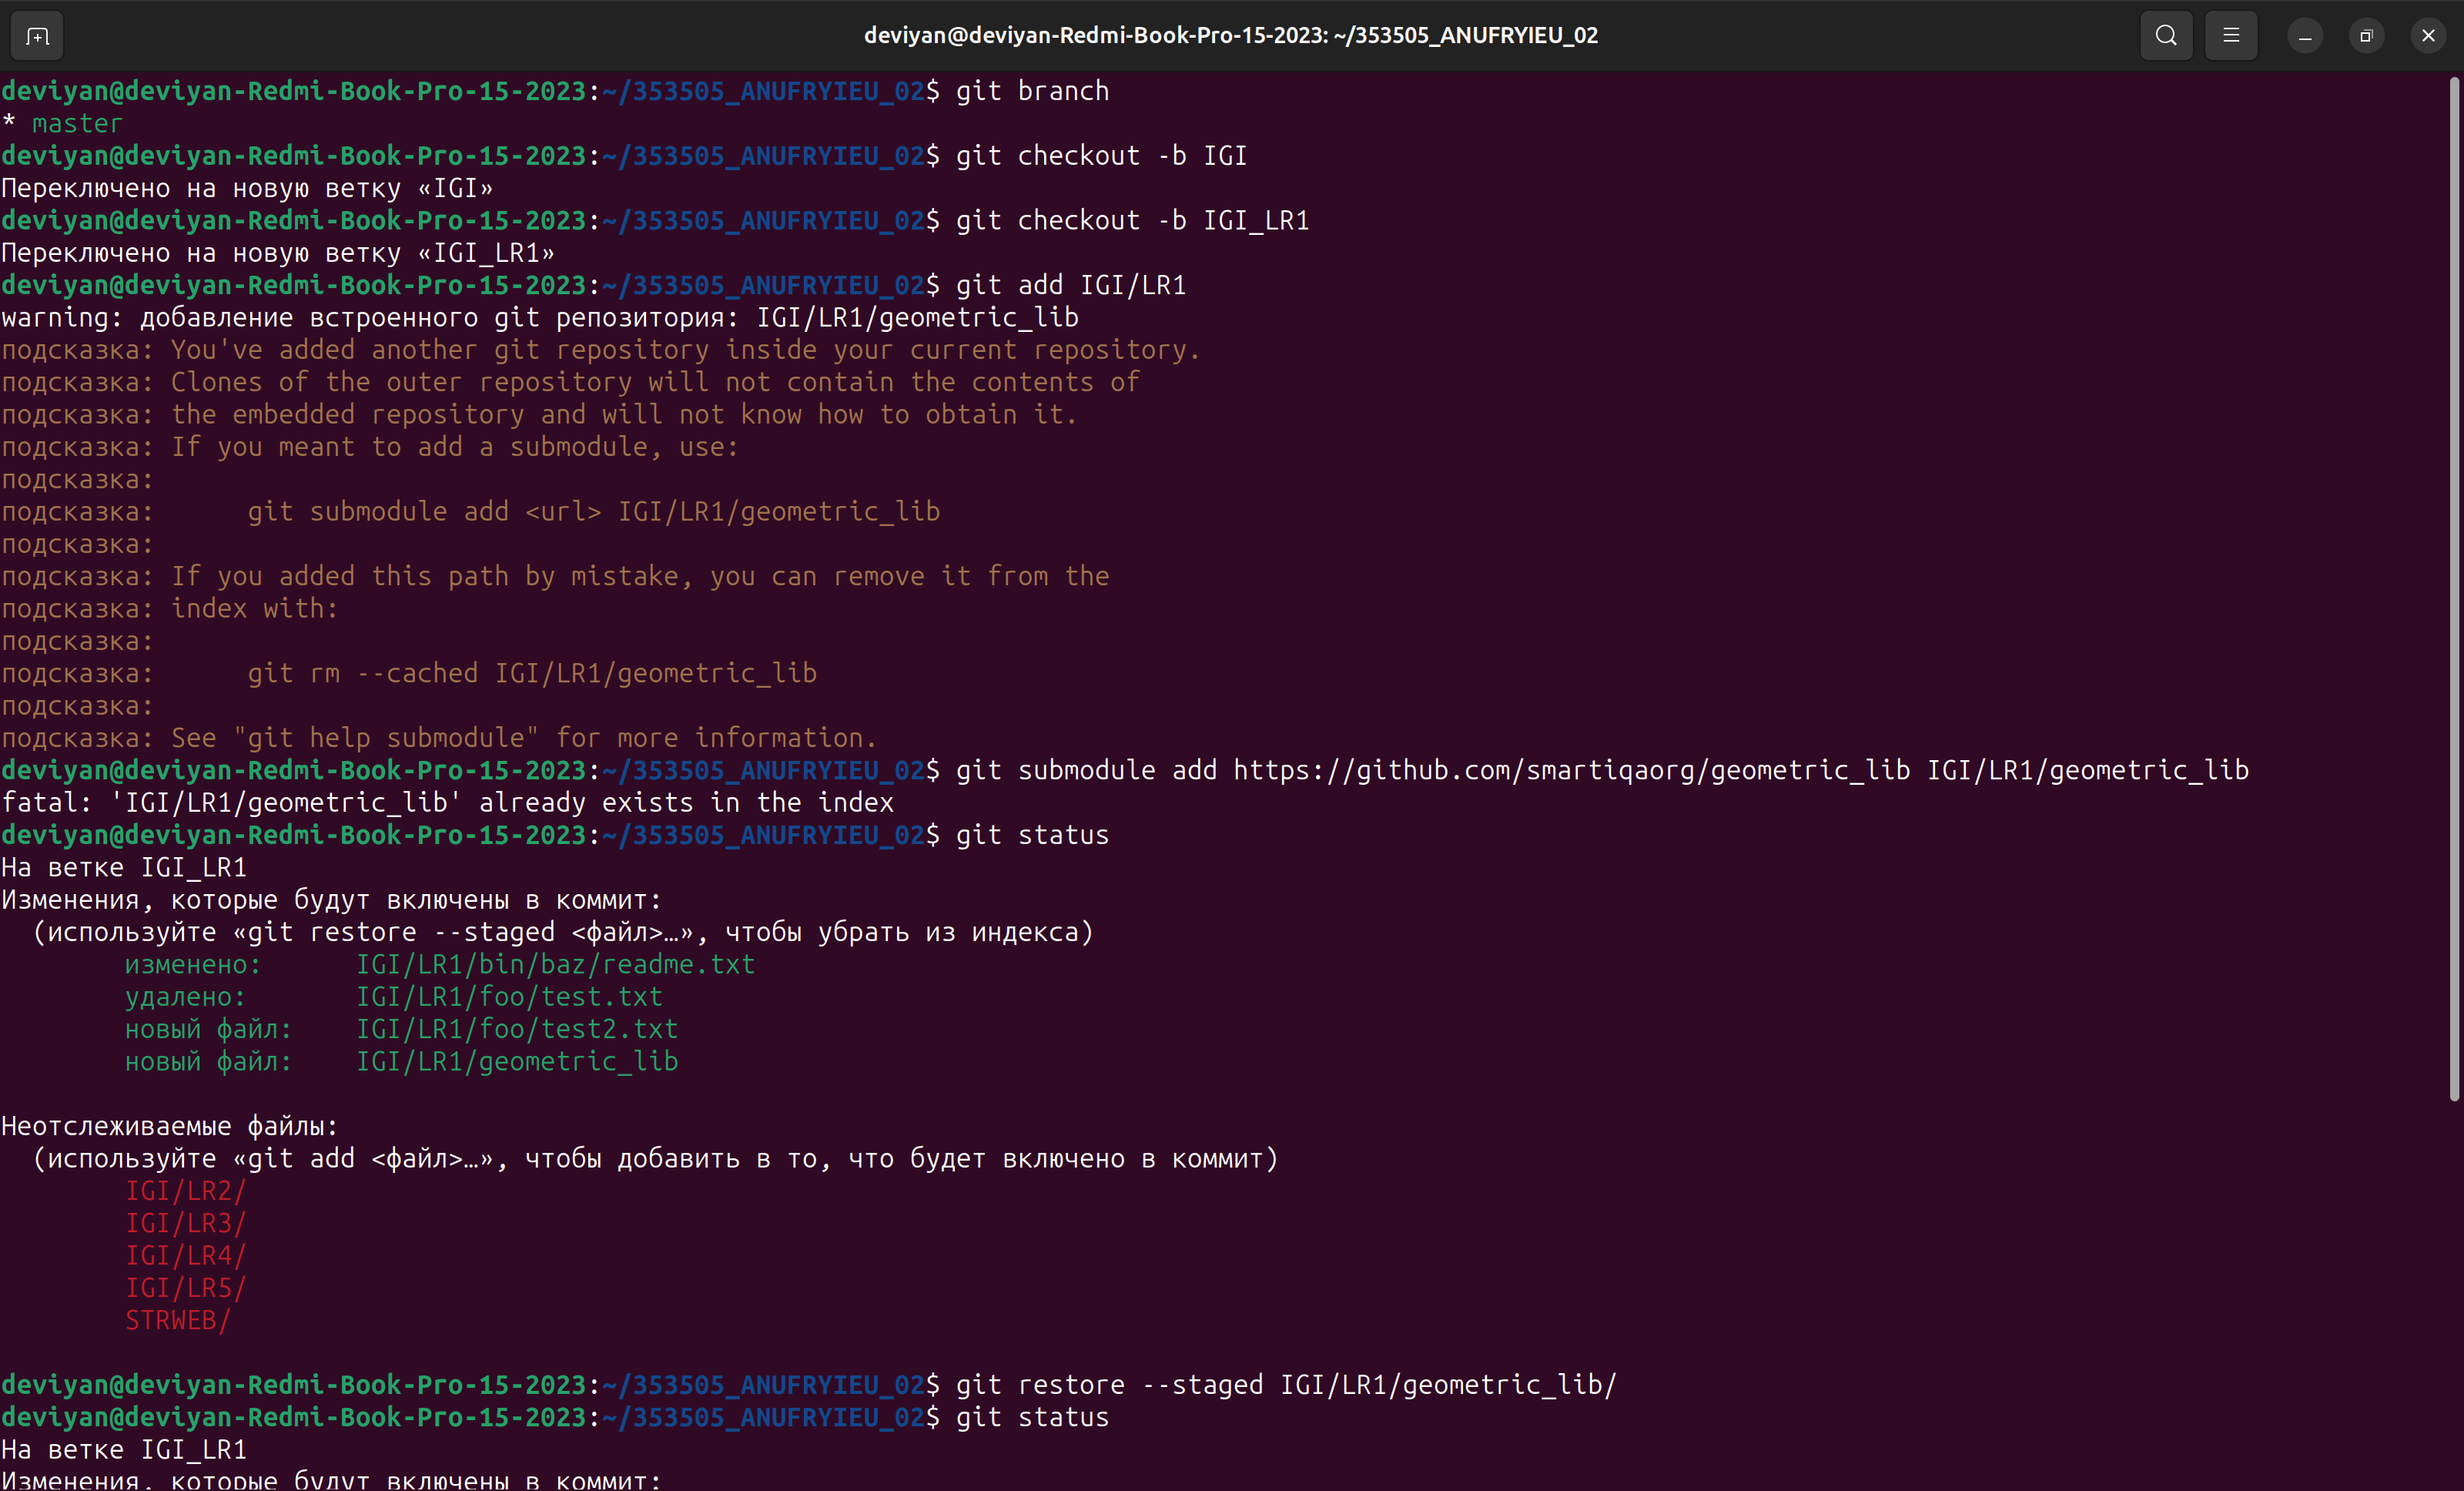 deviyan@deviyan-Redmi-Book-Pro-15-2023: ~/353505_ANUFRYIEU_02
deviyan@deviyan-Redmi-Book-Pro-15-2023:~/353505_ANUFRYIEU_02$ git branch
* master
deviyan@deviyan-Redmi-Book-Pro-15-2023:~/353505_ANUFRYIEU_02$ git checkout -b IGI
Переключено на новую ветку «IGI»
deviyan@deviyan-Redmi-Book-Pro-15-2023:~/353505_ANUFRYIEU_02$ git checkout -b IGI_LR1
Переключено на новую ветку «IGI_LR1»
deviyan@deviyan-Redmi-Book-Pro-15-2023:~/353505_ANUFRYIEU_02$ git add IGI/LR1
warning: добавление встроенного git репозитория: IGI/LR1/geometric_lib
подсказка: You've added another git repository inside your current repository.
подсказка: Clones of the outer repository will not contain the contents of
подсказка: the embedded repository and will not know how to obtain it.
подсказка: If you meant to add a submodule, use:
подсказка:
подсказка:      git submodule add <url> IGI/LR1/geometric_lib
подсказка:
подсказка: If you added this path by mistake, you can remove it from the
подсказка: index with:
подсказка:
подсказка:      git rm --cached IGI/LR1/geometric_lib
подсказка:
подсказка: See "git help submodule" for more information.
deviyan@deviyan-Redmi-Book-Pro-15-2023:~/353505_ANUFRYIEU_02$ git submodule add https://github.com/smartiqaorg/geometric_lib IGI/LR1/geometric_lib
fatal: 'IGI/LR1/geometric_lib' already exists in the index
deviyan@deviyan-Redmi-Book-Pro-15-2023:~/353505_ANUFRYIEU_02$ git status
На ветке IGI_LR1
Изменения, которые будут включены в коммит:
  (используйте «git restore --staged <файл>…», чтобы убрать из индекса)
        изменено:      IGI/LR1/bin/baz/readme.txt
        удалено:       IGI/LR1/foo/test.txt
        новый файл:    IGI/LR1/foo/test2.txt
        новый файл:    IGI/LR1/geometric_lib
Неотслеживаемые файлы:
  (используйте «git add <файл>…», чтобы добавить в то, что будет включено в коммит)
        IGI/LR2/
        IGI/LR3/
        IGI/LR4/
        IGI/LR5/
        STRWEB/
deviyan@deviyan-Redmi-Book-Pro-15-2023:~/353505_ANUFRYIEU_02$ git restore --staged IGI/LR1/geometric_lib/
deviyan@deviyan-Redmi-Book-Pro-15-2023:~/353505_ANUFRYIEU_02$ git status
На ветке IGI_LR1
Изменения, которые будут включены в коммит: